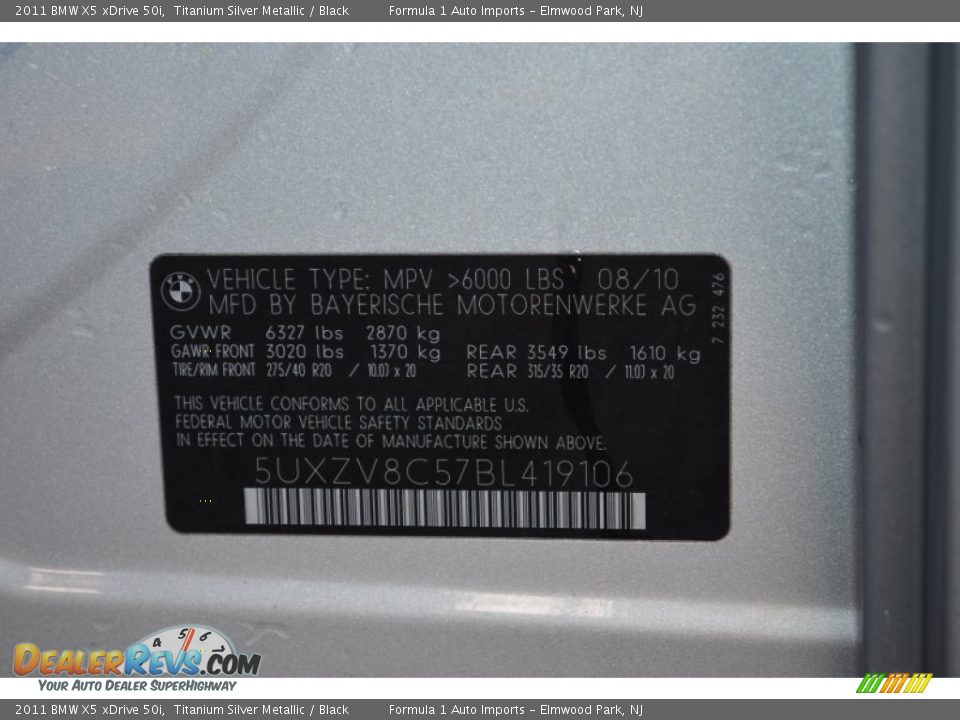 2011 BMW X5 xDrive 50i, Titanium Silver Metallic / Black Formula 1 Auto Imports - Elmwood Park, NJ
BMW
VEHICLE TYPE: MPV >6000 LBS 08/10
MFD BY BAYERISCHE MOTORENWERKE AG
7 232 476
GVWR 6327 lbs 2870 kg
GAWR FRONT 3020 lbs 1370 kg REAR 3549 lbs 1610 kg
TIRE/RIM FRONT 275/40 R20 / 10.0J x 20 REAR 315/35 R20 / 11.0J x 20
THIS VEHICLE CONFORMS TO ALL APPLICABLE U.S.
FEDERAL MOTOR VEHICLE SAFETY STANDARDS
IN EFFECT ON THE DATE OF MANUFACTURE SHOWN ABOVE.
5UXZV8C57BL419106
4 5 6 7
DEALERREVS.COM
YOUR AUTO DEALER SUPERHIGHWAY
2011 BMW X5 xDrive 50i, Titanium Silver Metallic / Black Formula 1 Auto Imports - Elmwood Park, NJ